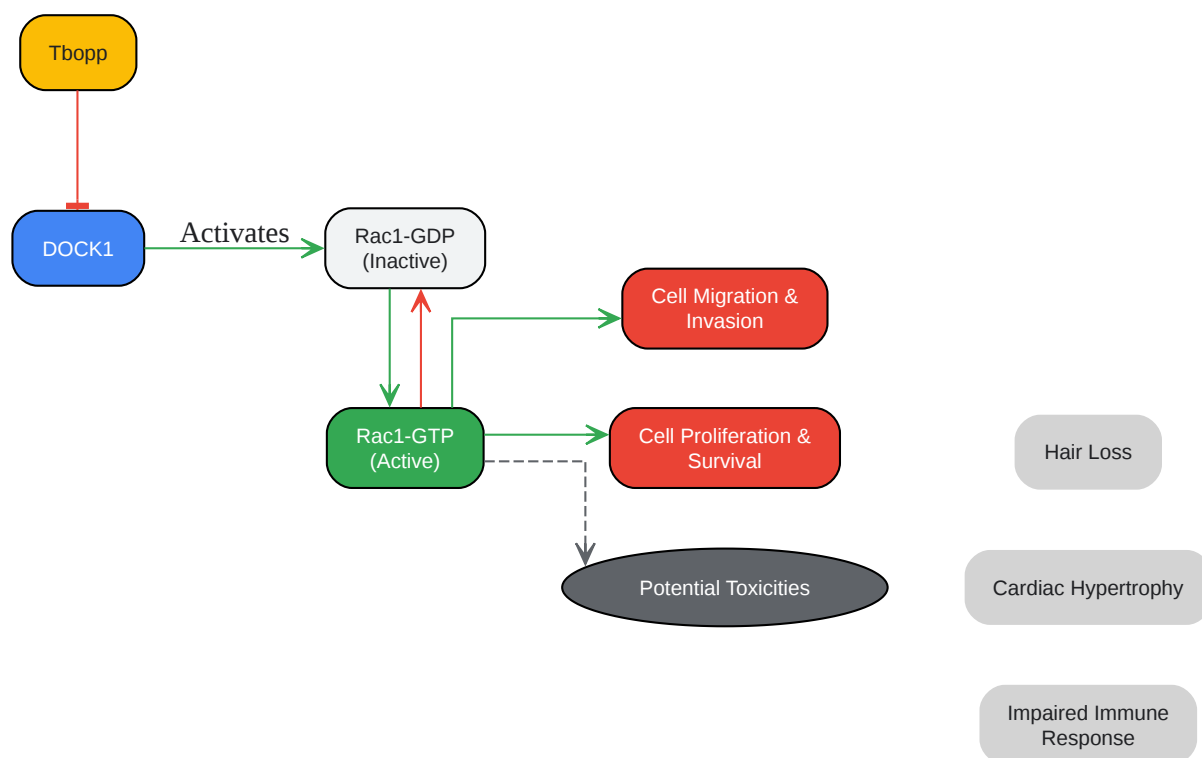 Tbopp
DOCK1
Activates
Rac1-GDP
(Inactive)
Cell Migration &
Invasion
Rac1-GTP
(Active)
Cell Proliferation &
Survival
Hair Loss
Potential Toxicities
Cardiac Hypertrophy
Impaired Immune
Response